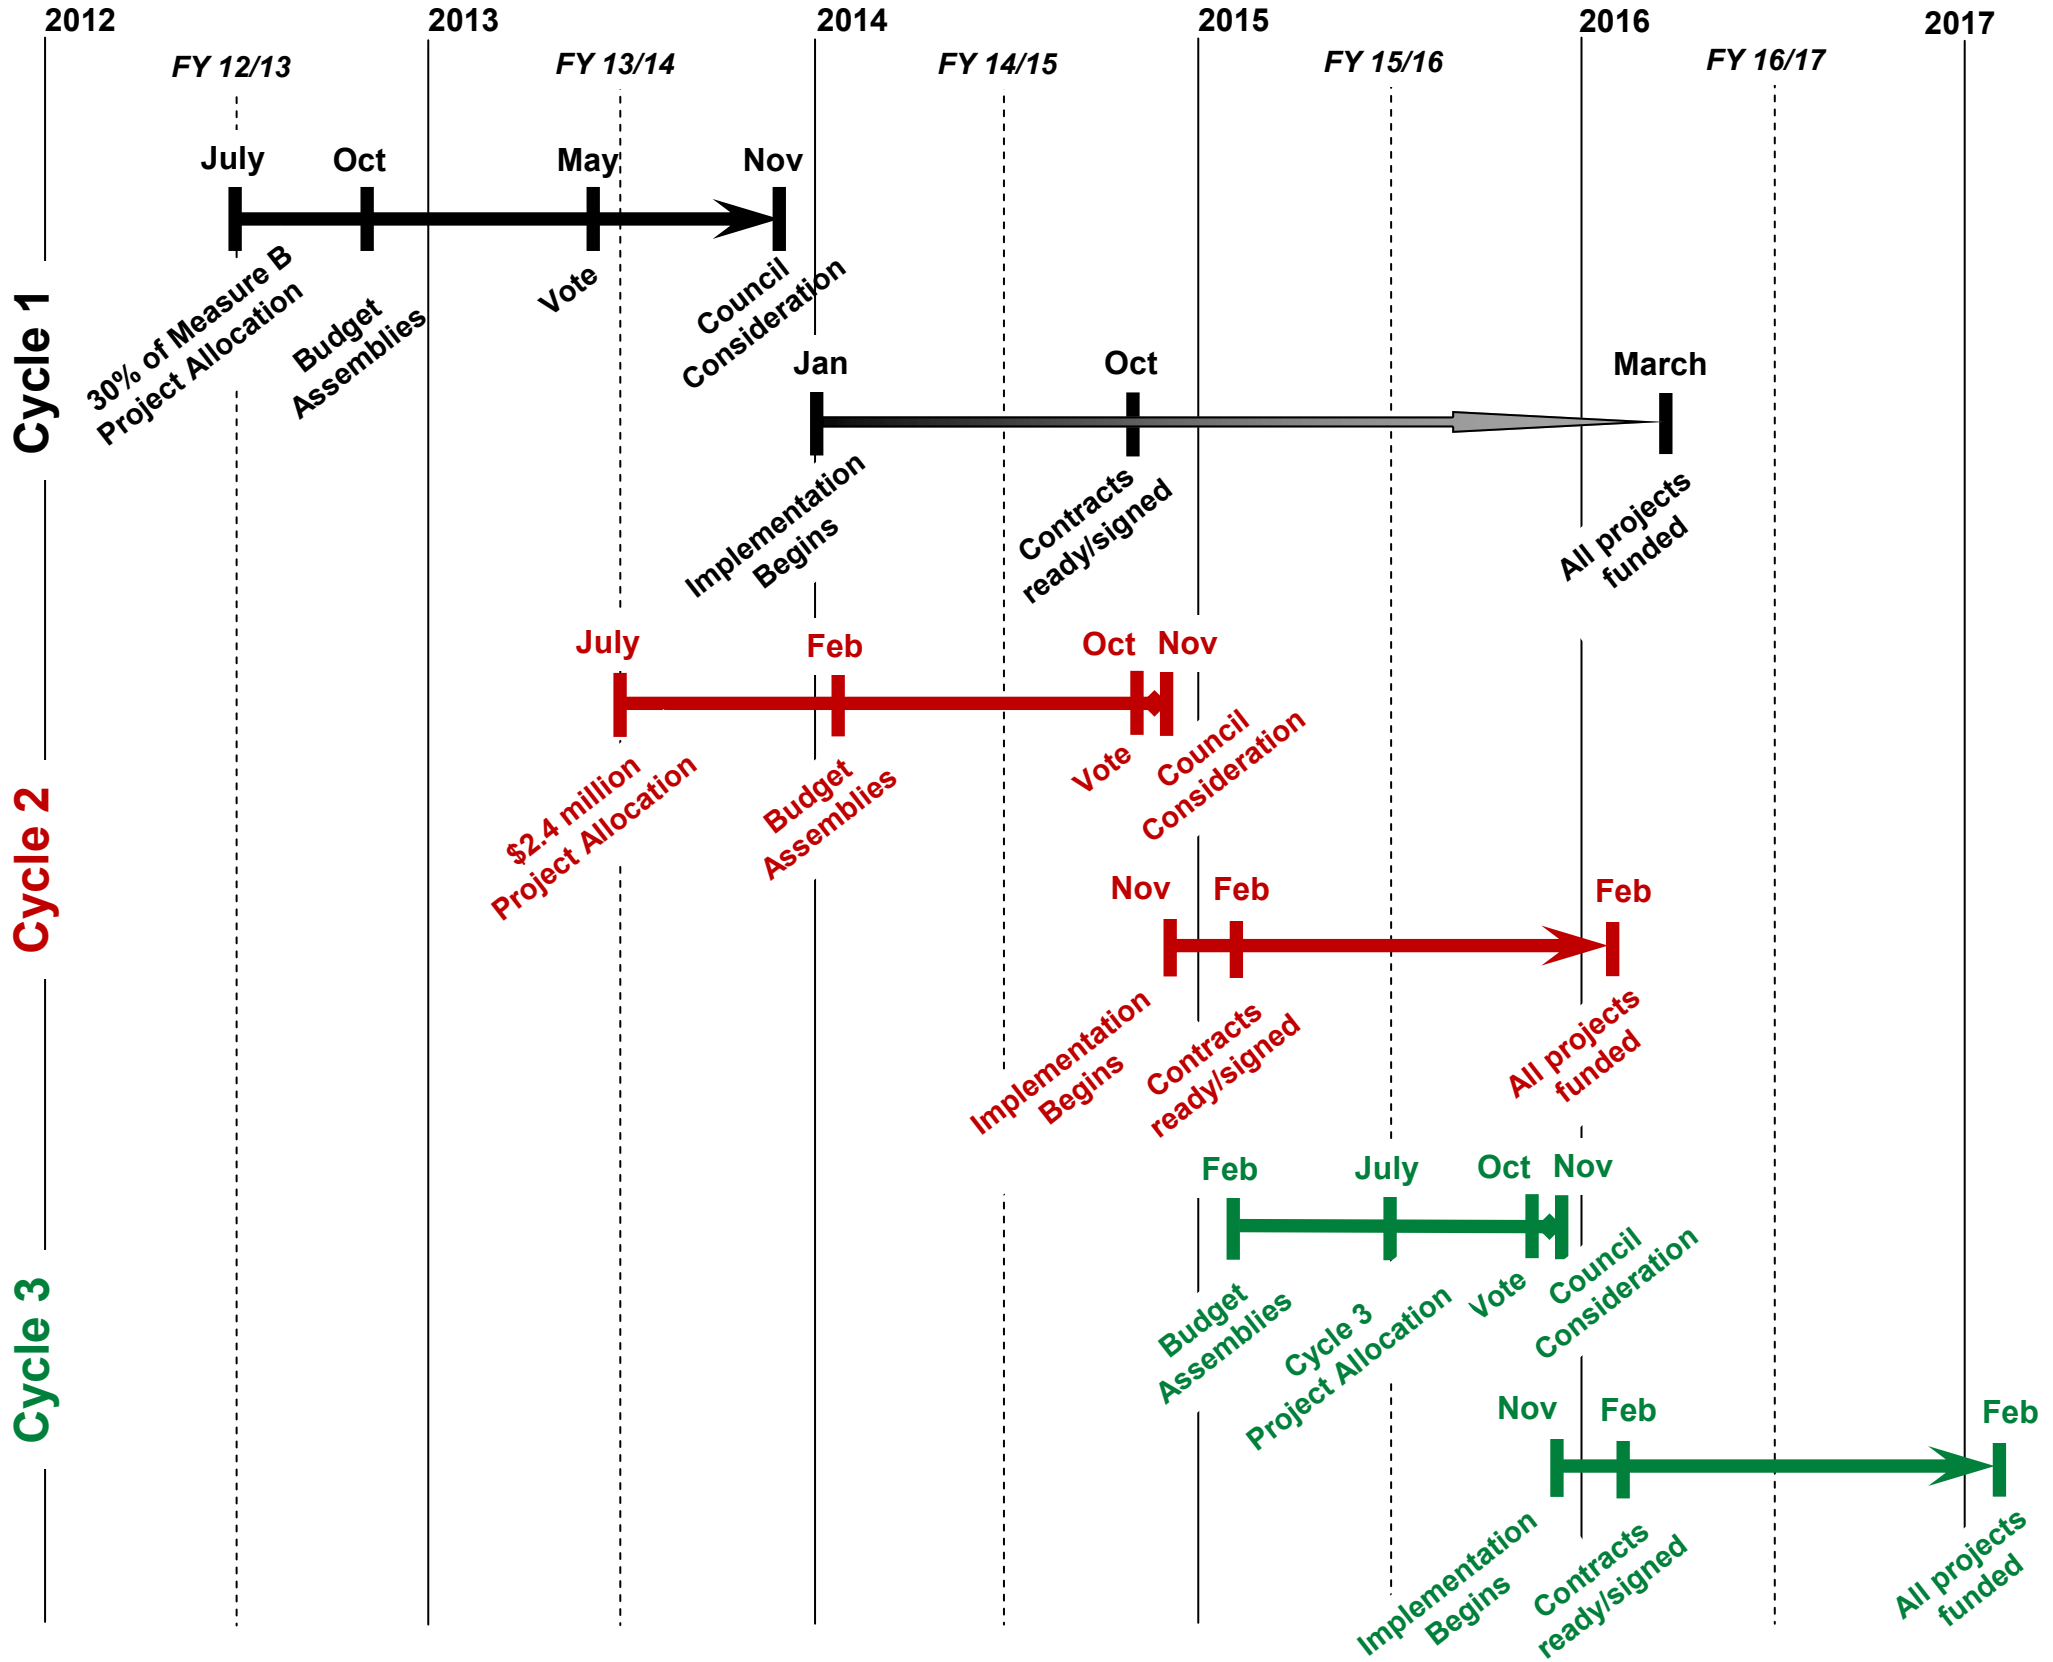 2012
2013
2014
2015
2016
2017
FY 12/13
FY 13/14
FY 14/15
FY 15/16
FY 16/17
Cycle 1
July
Oct
May
Nov
30% of Measure B
Project Allocation
Budget
Assemblies
Vote
Council
Consideration
Jan
Oct
March
Implementation
Begins
Contracts
ready/signed
All projects
funded
Cycle 2
July
Feb
Oct
Nov
$2.4 million
Project Allocation
Budget
Assemblies
Vote
Council
Consideration
Nov
Feb
Feb
Implementation
Begins
Contracts
ready/signed
All projects
funded
Cycle 3
Feb
July
Oct
Nov
Budget
Assemblies
Cycle 3
Project Allocation
Vote
Council
Consideration
Nov
Feb
Feb
Implementation
Begins
Contracts
ready/signed
All projects
funded